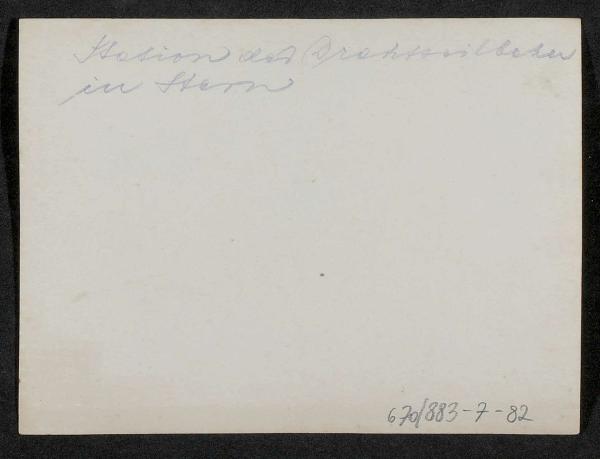 Station der Drahtseilbahn
in Stern
670/883-7-82